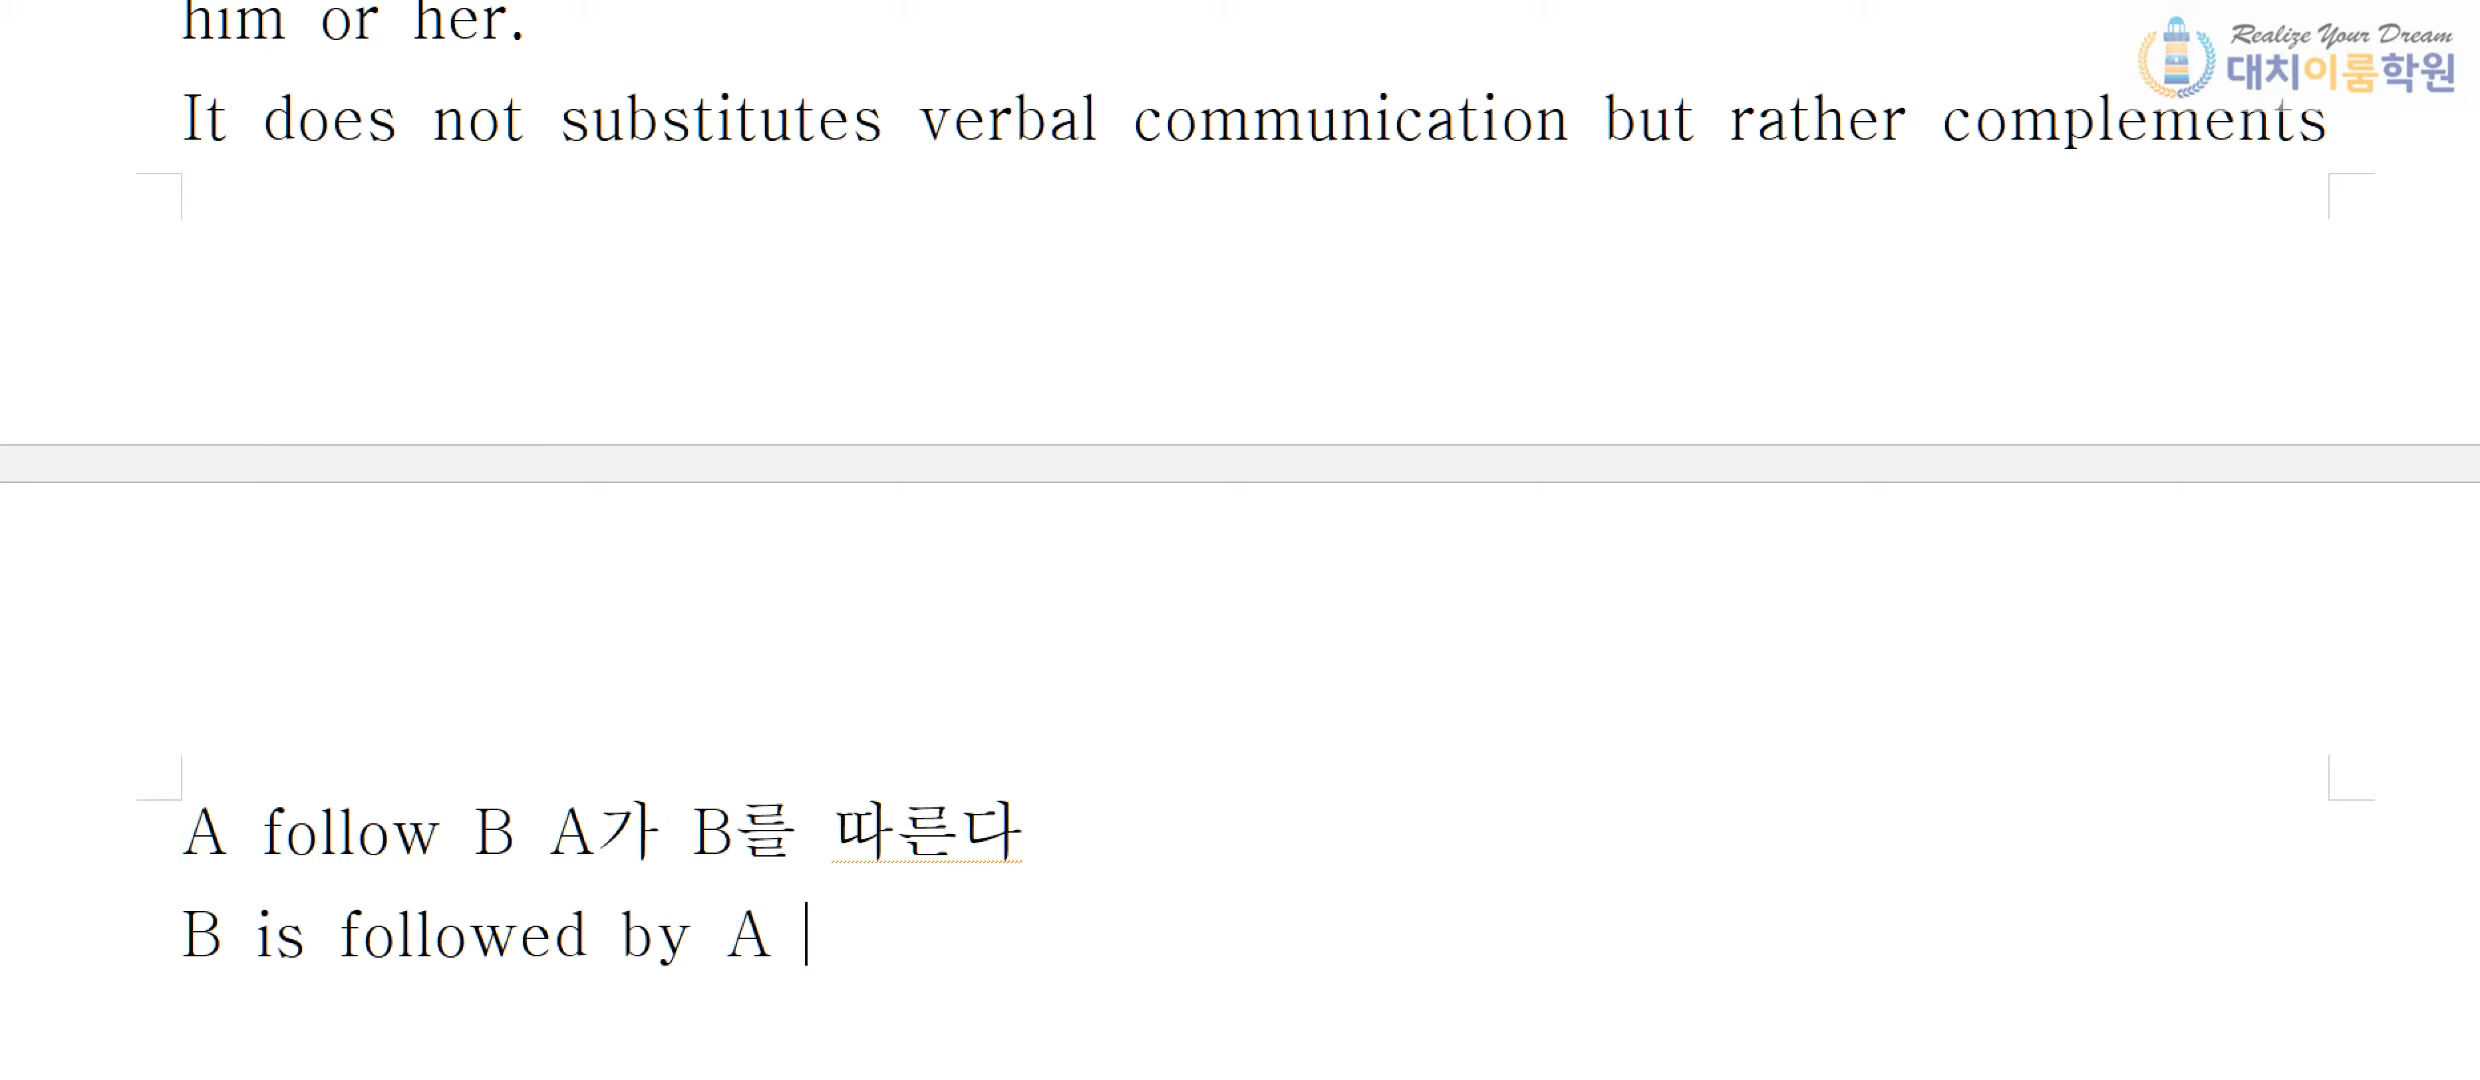 him or her.
Realize Your Dream
대치이룸학원
It does not substitutes verbal communication but rather complements
A follow B A가 B를 따른다
B is followed by A